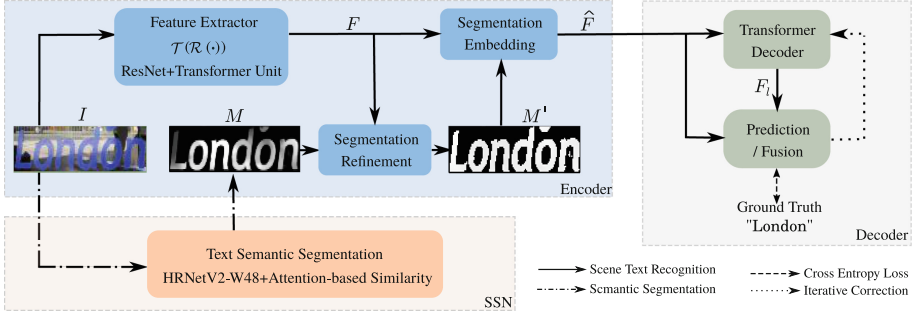 Feature Extractor
𝒯(ℛ(·))
ResNet+Transformer Unit
F
Segmentation
Embedding
F̂
I
London
M
London
Segmentation
Refinement
M'
London
Encoder
Text Semantic Segmentation
HRNetV2-W48+Attention-based Similarity
SSN
Transformer
Decoder
F_l
Prediction
/ Fusion
Ground Truth
"London"
Decoder
Scene Text Recognition
Semantic Segmentation
Cross Entropy Loss
Iterative Correction